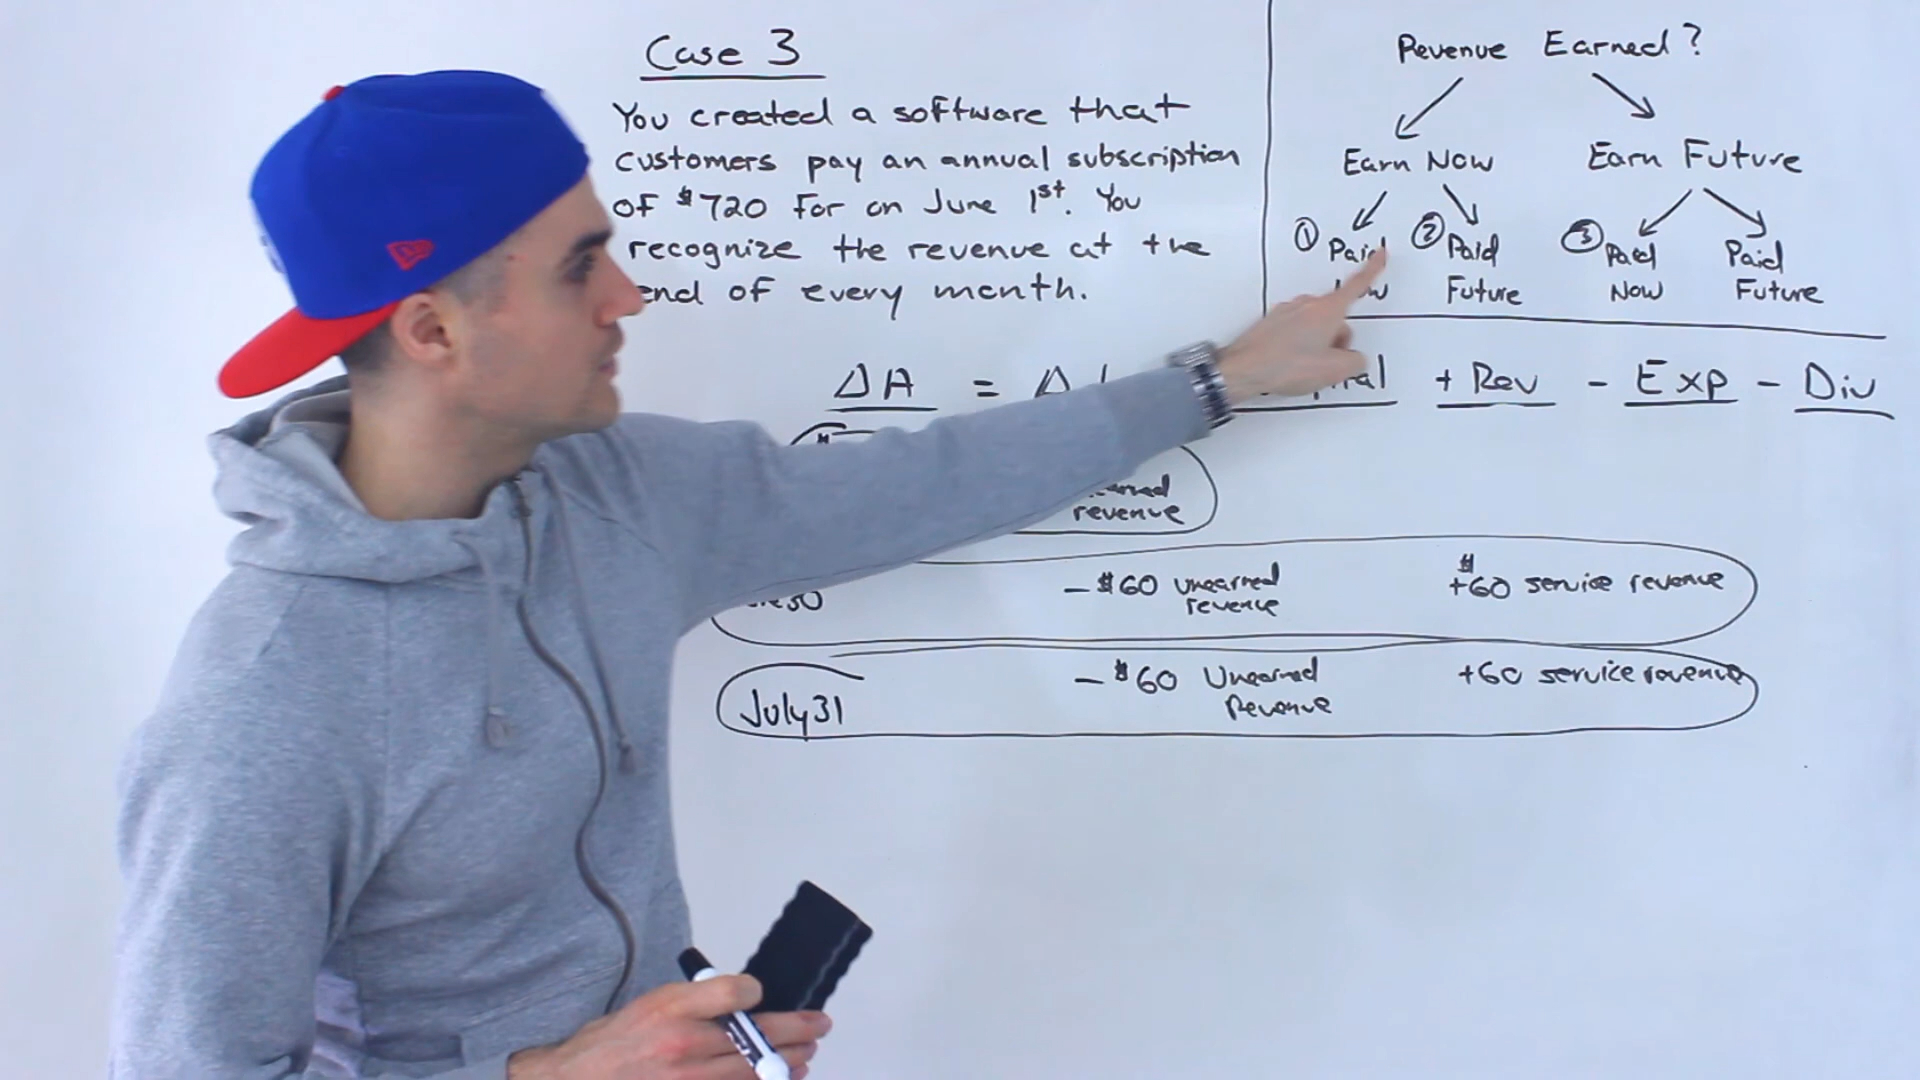 Case 3
You created a software that
customers pay an annual subscription
of $720 for on June 1st. You
recognize the revenue at the
end of every month.
Revenue Earned?
Earn Now Earn Future
① Paid Now
② Paid Future
③ Paid Now
Paid Future
ΔA = Δ + Rev - Exp - Div
revenue
- $60 unearned revenue +$60 service revenue
July 31 - $60 Unearned Revenue +60 service revenue